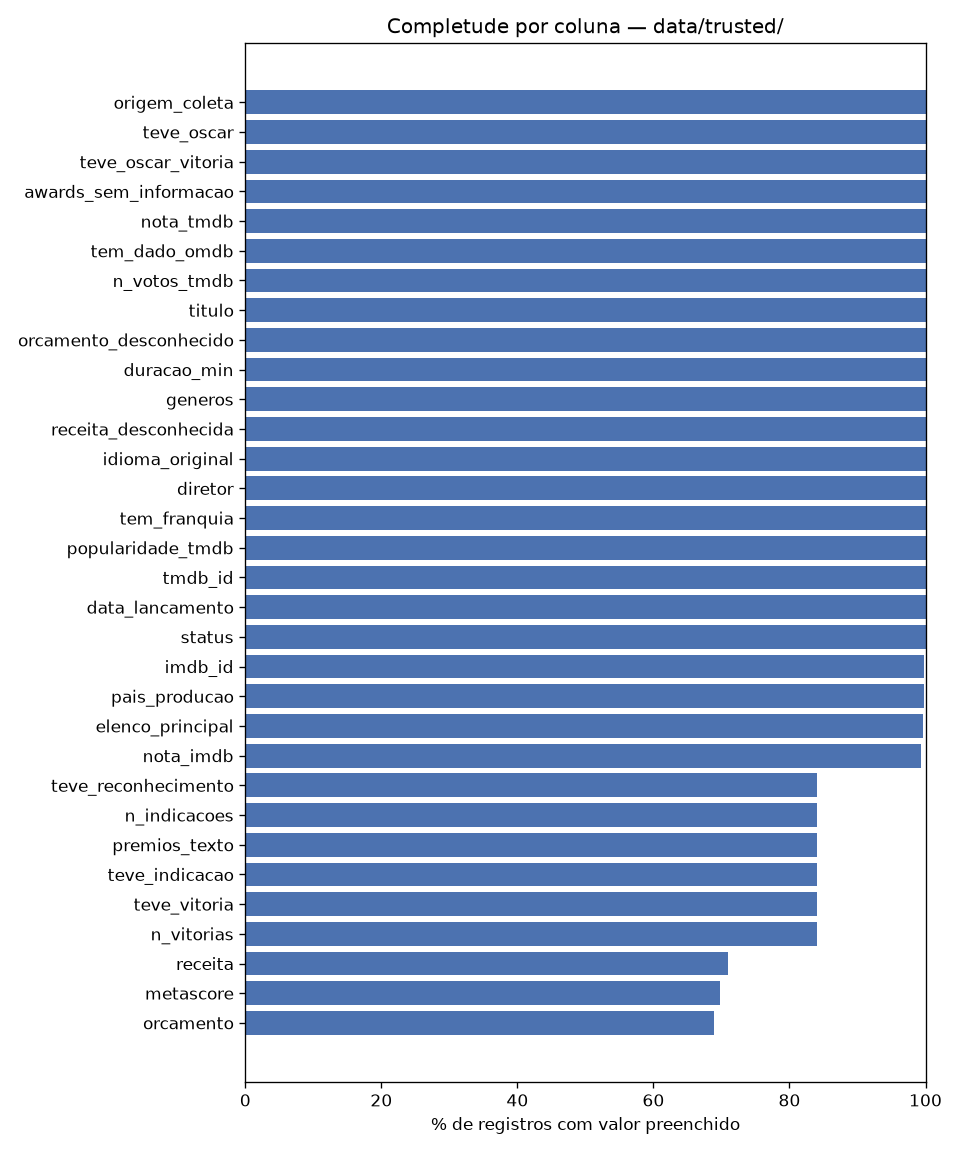 Completude por coluna — data/trusted/
origem_coleta
teve_oscar
teve_oscar_vitoria
awards_sem_informacao
nota_tmdb
tem_dado_omdb
n_votos_tmdb
titulo
orcamento_desconhecido
duracao_min
generos
receita_desconhecida
idioma_original
diretor
tem_franquia
popularidade_tmdb
tmdb_id
data_lancamento
status
imdb_id
pais_producao
elenco_principal
nota_imdb
teve_reconhecimento
n_indicacoes
premios_texto
teve_indicacao
teve_vitoria
n_vitorias
receita
metascore
orcamento
0 20 40 60 80 100
% de registros com valor preenchido